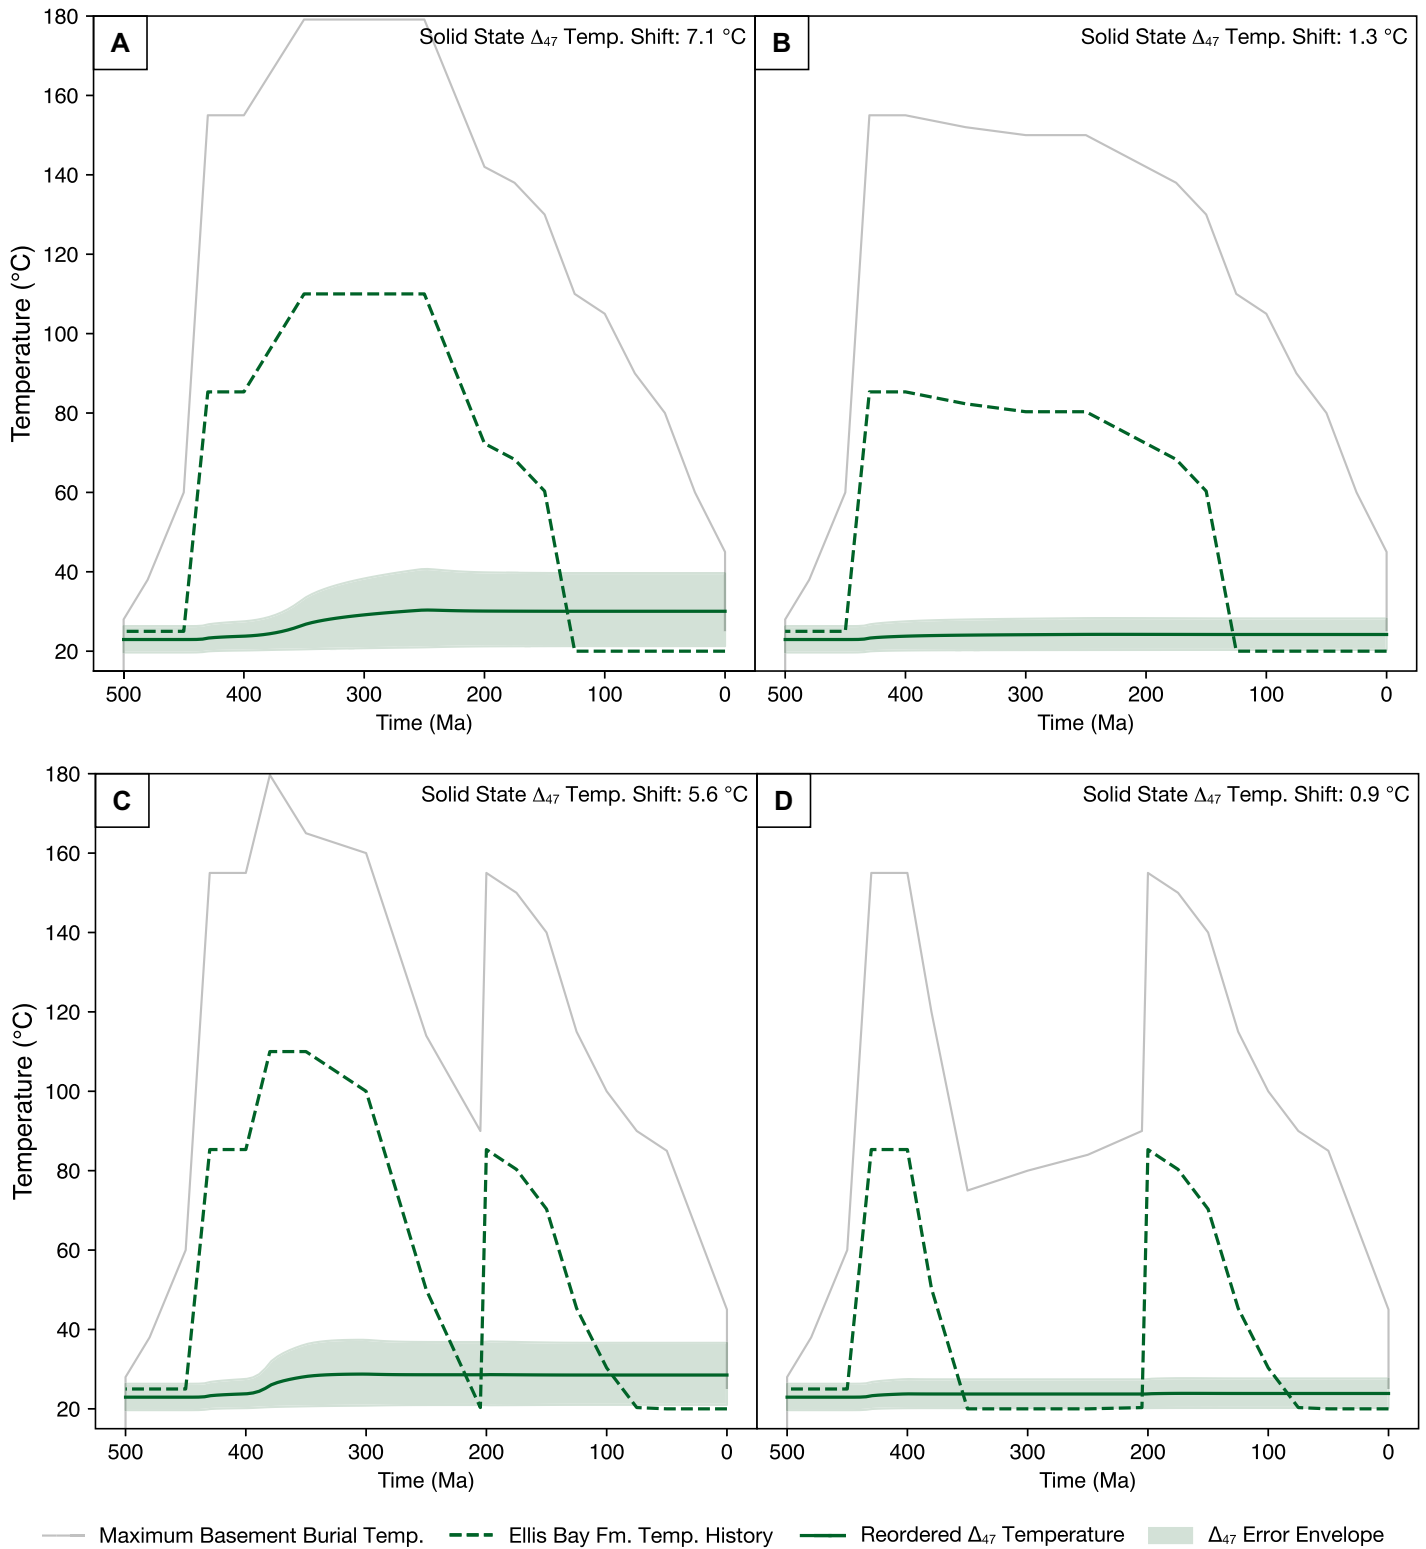 A
Solid State Δ47 Temp. Shift: 7.1 °C
180
160
140
120
100
80
60
40
20
Temperature (°C)
500 400 300 200 100 0
Time (Ma)
B
Solid State Δ47 Temp. Shift: 1.3 °C
500 400 300 200 100 0
Time (Ma)
C
Solid State Δ47 Temp. Shift: 5.6 °C
180
160
140
120
100
80
60
40
20
Temperature (°C)
500 400 300 200 100 0
Time (Ma)
D
Solid State Δ47 Temp. Shift: 0.9 °C
500 400 300 200 100 0
Time (Ma)
Maximum Basement Burial Temp. Ellis Bay Fm. Temp. History Reordered Δ47 Temperature Δ47 Error Envelope